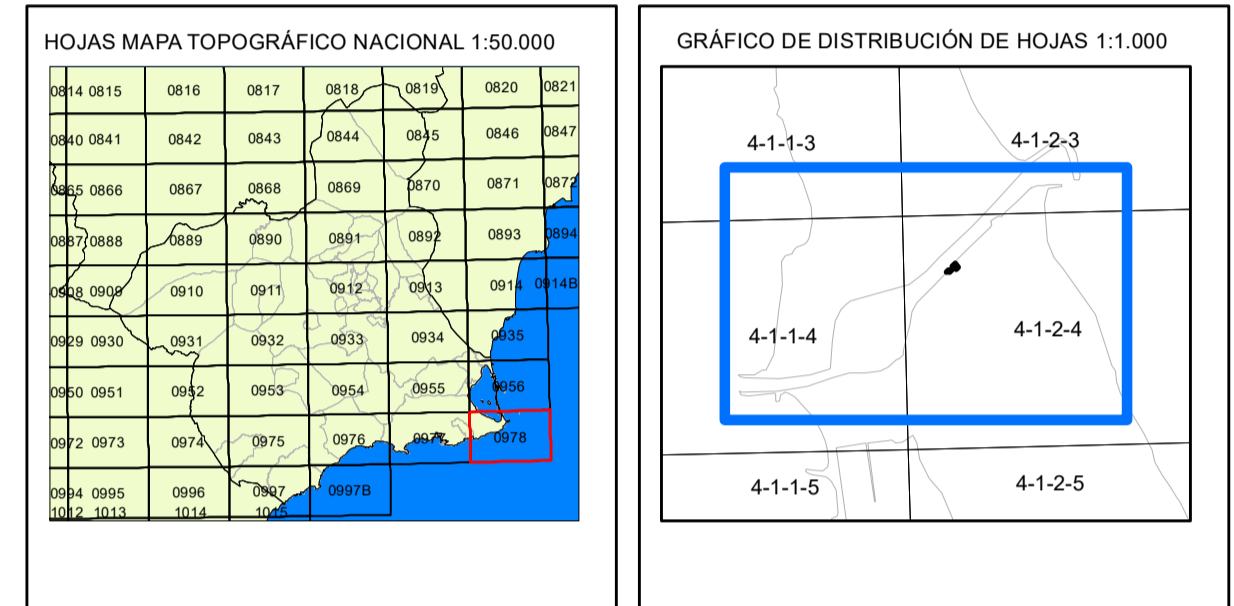 HOJAS MAPA TOPOGRÁFICO NACIONAL 1:50.000
0814 0815 0816 0817 0818 0819 0820 0821
0840 0841 0842 0843 0844 0845 0846 0847
0865 0866 0867 0868 0869 0870 0871 0872
0887 0888 0889 0890 0891 0892 0893 0894
0908 0909 0910 0911 0912 0913 0914 0914B
0929 0930 0931 0932 0933 0934 0935
0950 0951 0952 0953 0954 0955 0956
0972 0973 0974 0975 0976 0977 0978
0994 0995 0996 0997 0997B
1012 1013 1014 1015
GRÁFICO DE DISTRIBUCIÓN DE HOJAS 1:1.000
4-1-1-3 4-1-2-3
4-1-1-4 4-1-2-4
4-1-1-5 4-1-2-5